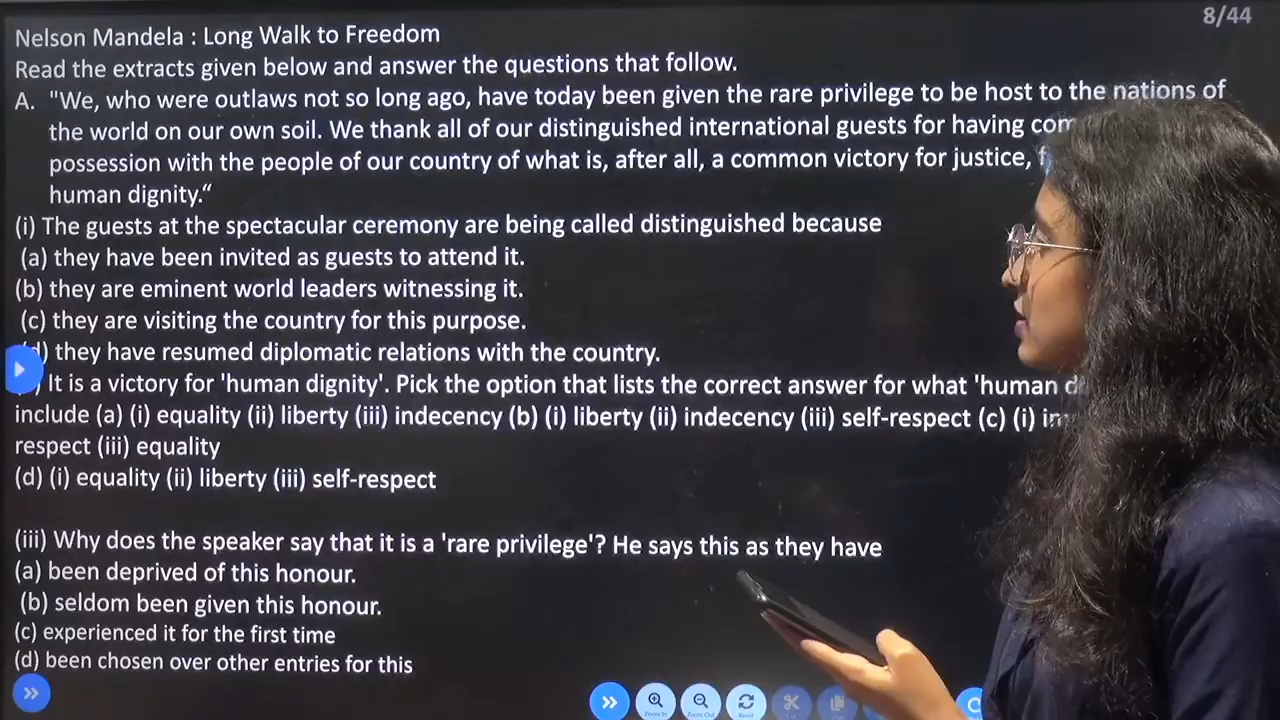 8/44
Nelson Mandela : Long Walk to Freedom
Read the extracts given below and answer the questions that follow.
A. "We, who were outlaws not so long ago, have today been given the rare privilege to be host to the nations of
the world on our own soil. We thank all of our distinguished international guests for having
possession with the people of our country of what is, after all, a common victory for justice,
human dignity.“
(i) The guests at the spectacular ceremony are being called distinguished because
(a) they have been invited as guests to attend it.
(b) they are eminent world leaders witnessing it.
(c) they are visiting the country for this purpose.
(d) they have resumed diplomatic relations with the country.
It is a victory for 'human dignity'. Pick the option that lists the correct answer for what 'human
include (a) (i) equality (ii) liberty (iii) indecency (b) (i) liberty (ii) indecency (iii) self-respect (c) (i)
respect (iii) equality
(d) (i) equality (ii) liberty (iii) self-respect
(iii) Why does the speaker say that it is a 'rare privilege'? He says this as they have
(a) been deprived of this honour.
(b) seldom been given this honour.
(c) experienced it for the first time
(d) been chosen over other entries for this
Zoom In
Zoom Out
Reset